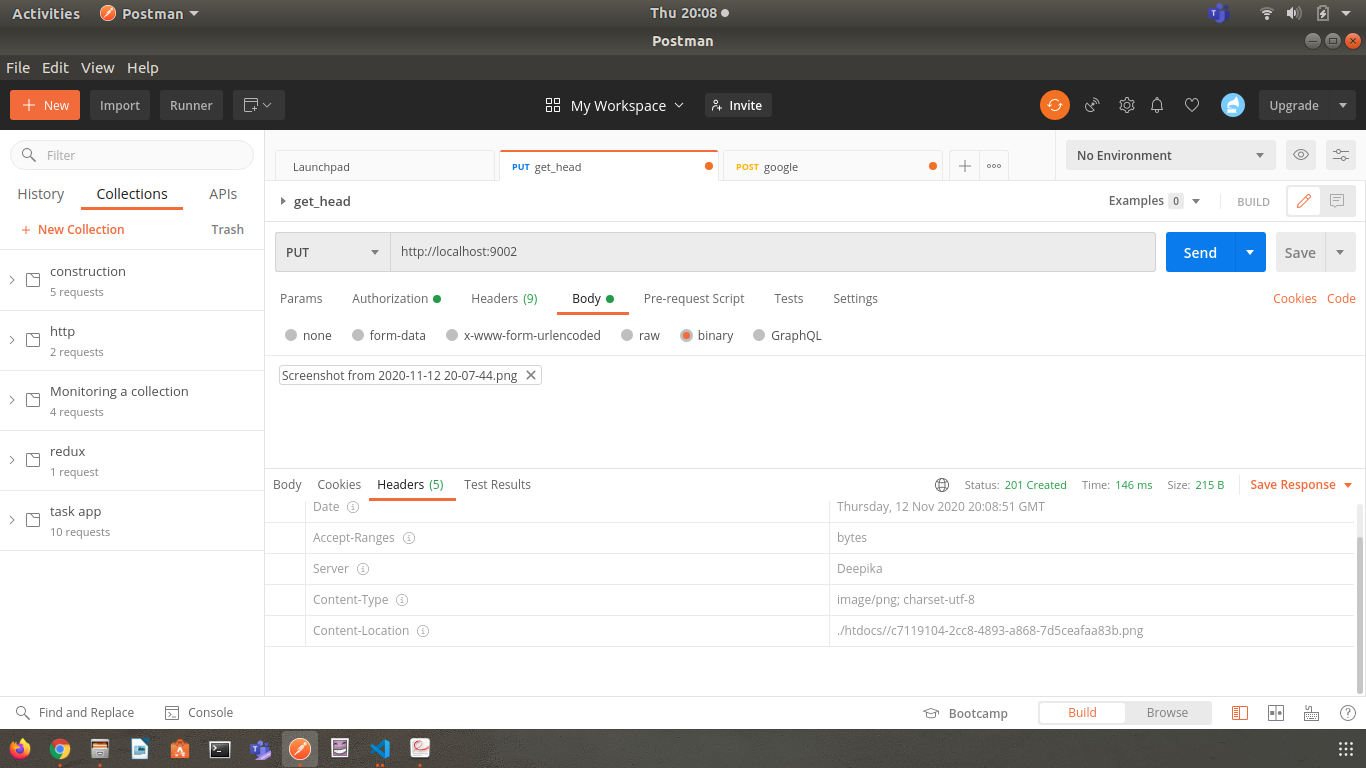 Activities Postman Thu 20:08
Postman
File Edit View Help
New Import Runner My Workspace Invite Upgrade
Filter
History Collections APIs
New Collection Trash
construction
5 requests
http
2 requests
Monitoring a collection
4 requests
redux
1 request
task app
10 requests
Launchpad PUT get_head POST google No Environment
get_head Examples 0 BUILD
PUT http://localhost:9002 Send Save
Params Authorization Headers (9) Body Pre-request Script Tests Settings Cookies Code
none form-data x-www-form-urlencoded raw binary GraphQL
Screenshot from 2020-11-12 20-07-44.png
Body Cookies Headers (5) Test Results Status: 201 Created Time: 146 ms Size: 215 B Save Response
Date Thursday, 12 Nov 2020 20:08:51 GMT
Accept-Ranges bytes
Server Deepika
Content-Type image/png; charset-utf-8
Content-Location ./htdocs//c7119104-2cc8-4893-a868-7d5ceafaa83b.png
Find and Replace Console Bootcamp Build Browse